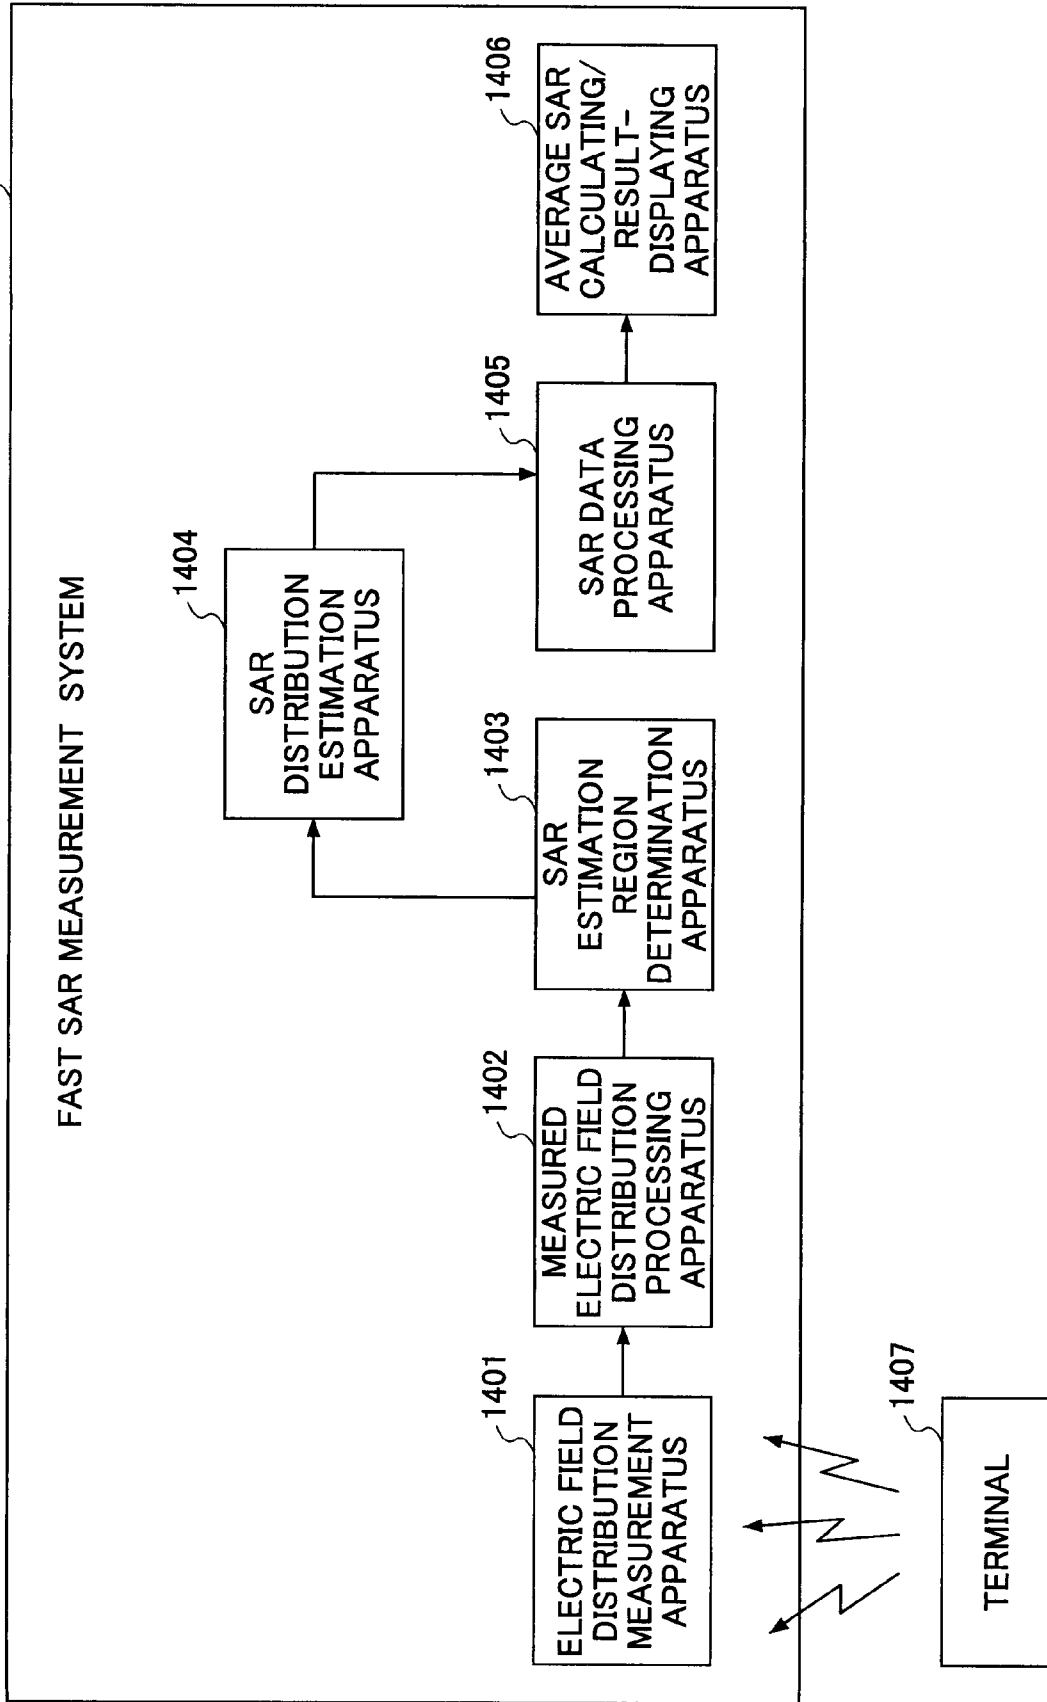 FAST SAR MEASUREMENT SYSTEM
1404
SAR
DISTRIBUTION
ESTIMATION
APPARATUS
1401
ELECTRIC FIELD
DISTRIBUTION
MEASUREMENT
APPARATUS
1402
MEASURED
ELECTRIC FIELD
DISTRIBUTION
PROCESSING
APPARATUS
1403
SAR
ESTIMATION
REGION
DETERMINATION
APPARATUS
1405
SAR DATA
PROCESSING
APPARATUS
1406
AVERAGE SAR
CALCULATING/
RESULT-
DISPLAYING
APPARATUS
1407
TERMINAL